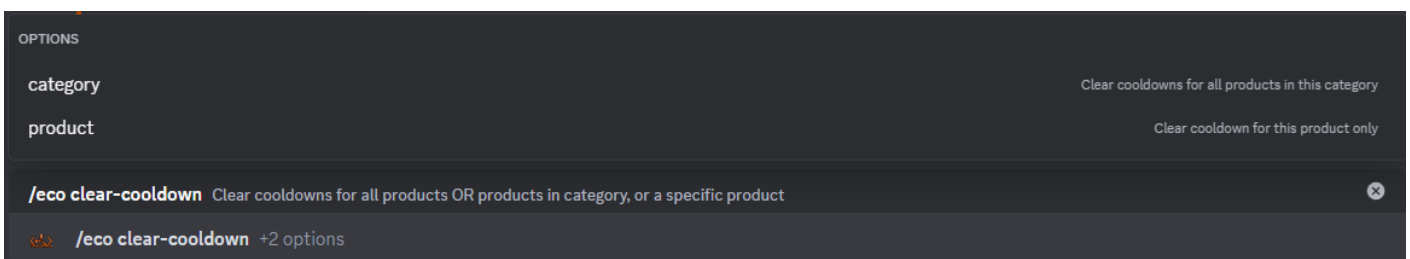 OPTIONS
category Clear cooldowns for all products in this category
product Clear cooldown for this product only
/eco clear-cooldown Clear cooldowns for all products OR products in category, or a specific product
/eco clear-cooldown +2 options